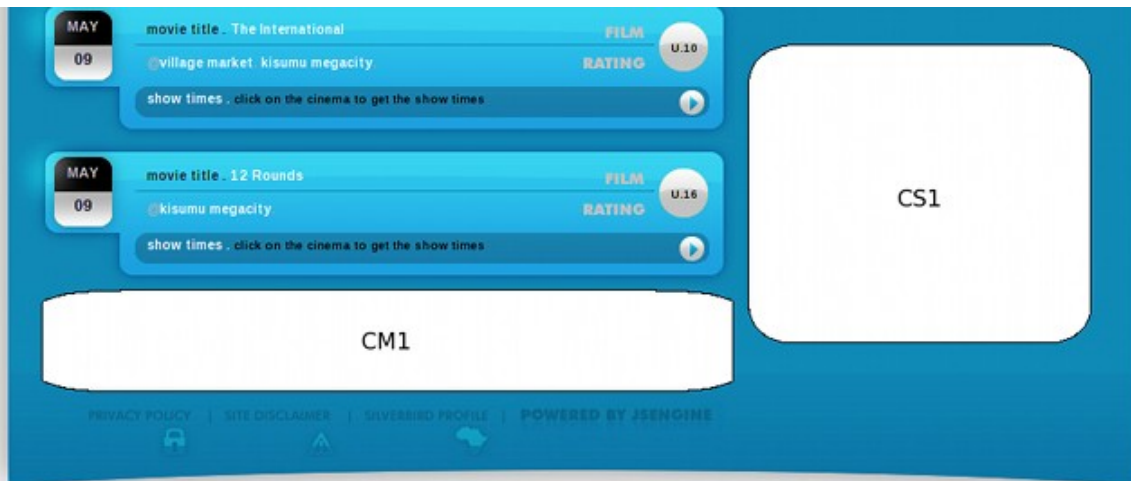 MAY
09
movie title . The International
@village market kisumu megacity
show times . click on the cinema to get the show times
FILM
RATING
U.10
MAY
09
movie title . 12 Rounds
@kisumu megacity
show times . click on the cinema to get the show times
FILM
RATING
U.16
CS1
CM1
PRIVACY POLICY | SITE DISCLAIMER | SILVERBIRD PROFILE | POWERED BY JSENGINE